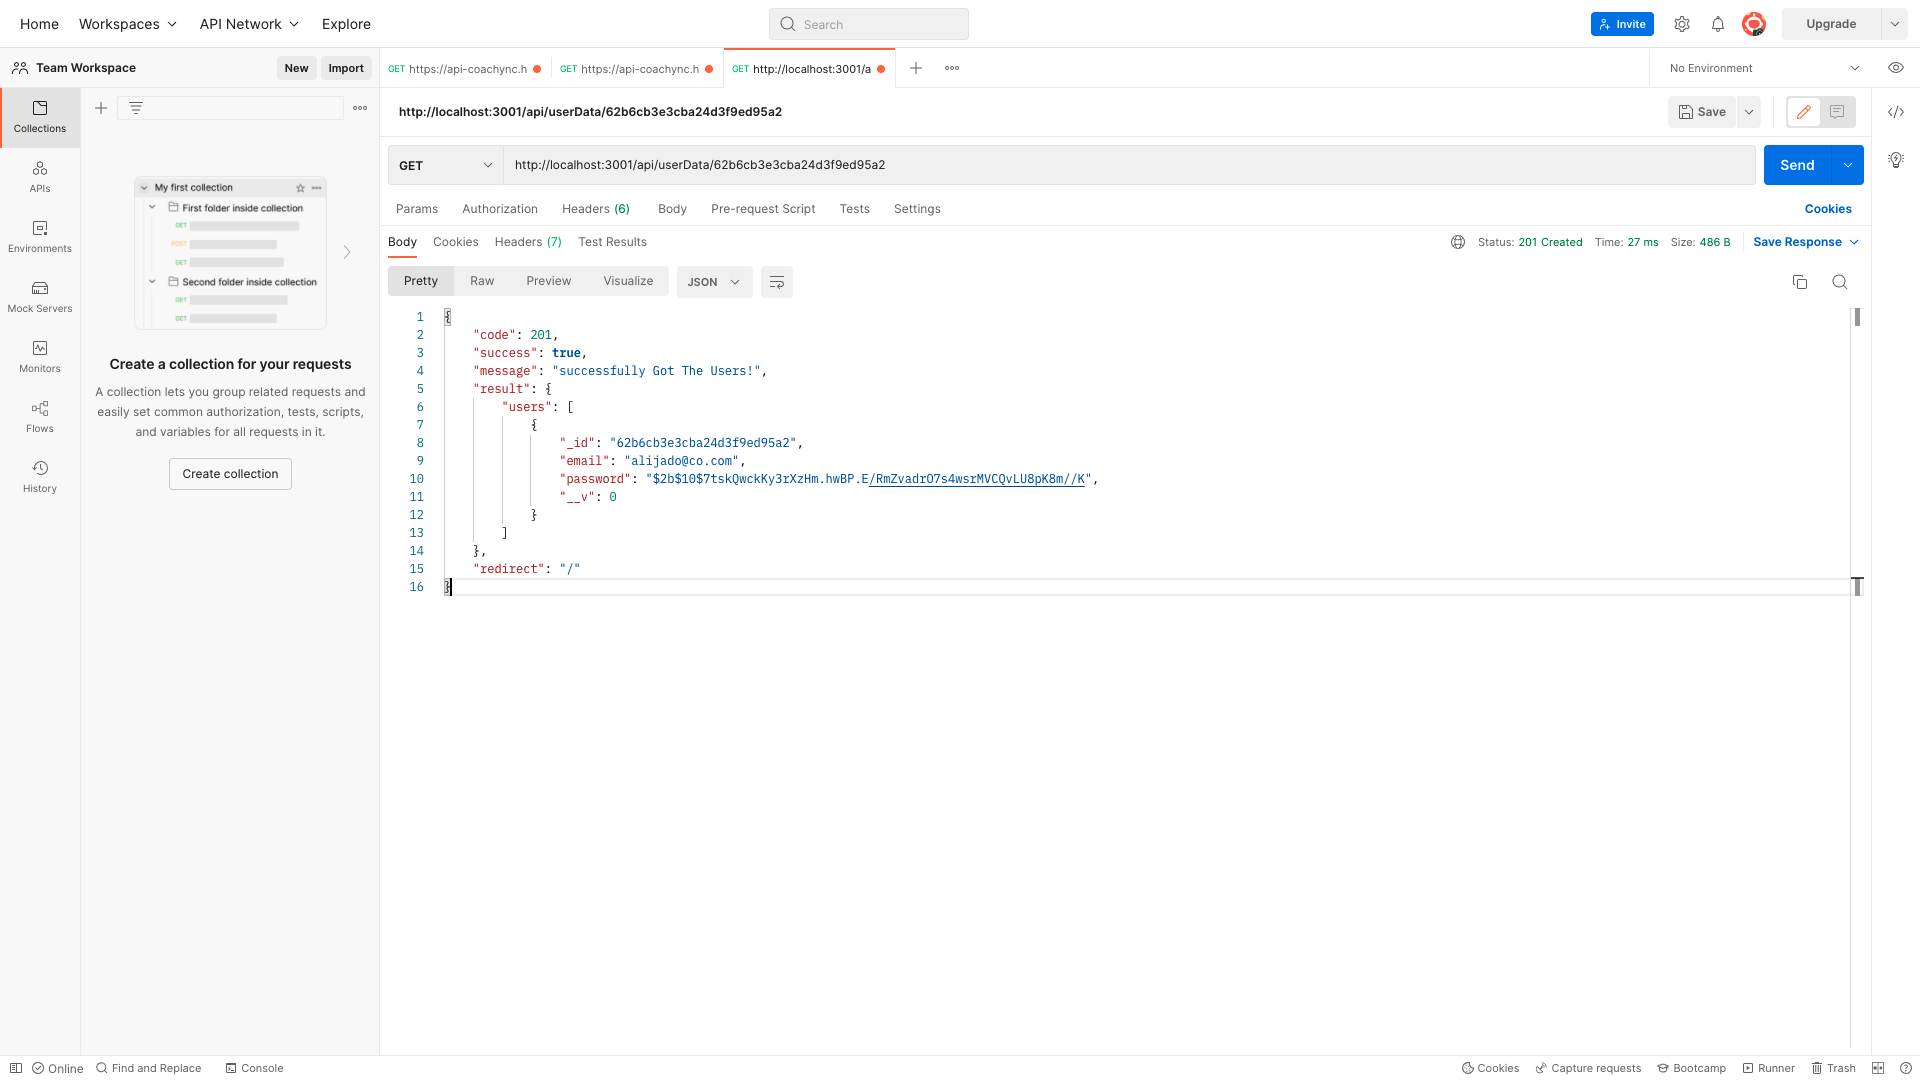 Home Workspaces API Network Explore Search Invite Upgrade
Team Workspace New Import GET https://api-coachync.h GET https://api-coachync.h GET http://localhost:3001/a No Environment
http://localhost:3001/api/userData/62b6cb3e3cba24d3f9ed95a2 Save
GET http://localhost:3001/api/userData/62b6cb3e3cba24d3f9ed95a2 Send
Params Authorization Headers (6) Body Pre-request Script Tests Settings Cookies
Body Cookies Headers (7) Test Results Status: 201 Created Time: 27 ms Size: 486 B Save Response
Pretty Raw Preview Visualize JSON
Collections
APIs
Environments
Mock Servers
Monitors
Flows
History
My first collection
First folder inside collection
GET
POST
GET
Second folder inside collection
GET
GET
Create a collection for your requests
A collection lets you group related requests and
easily set common authorization, tests, scripts,
and variables for all requests in it.
Create collection
1 {
2 "code": 201,
3 "success": true,
4 "message": "successfully Got The Users!",
5 "result": {
6 "users": [
7 {
8 "_id": "62b6cb3e3cba24d3f9ed95a2",
9 "email": "alijado@co.com",
10 "password": "$2b$10$7tskQwckKy3rXzHm.hwBP.E/RmZvadrO7s4wsrMVCQvLU8pK8m//K",
11 "__v": 0
12 }
13 ]
14 },
15 "redirect": "/"
16 }
Online Find and Replace Console Cookies Capture requests Bootcamp Runner Trash